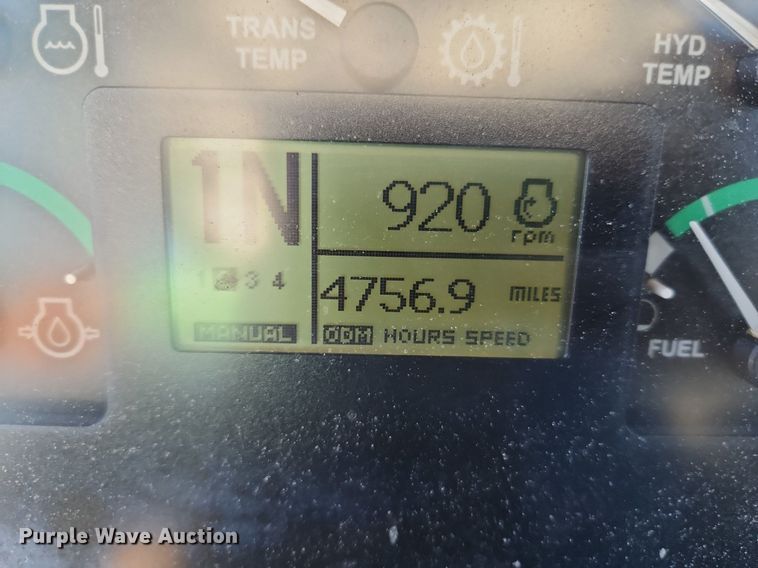 TRANS
TEMP
HYD
TEMP
1N
920
rpm
1 3 4
4756.9 MILES
MANUAL
ODM HOURS SPEED
FUEL
Purple Wave Auction